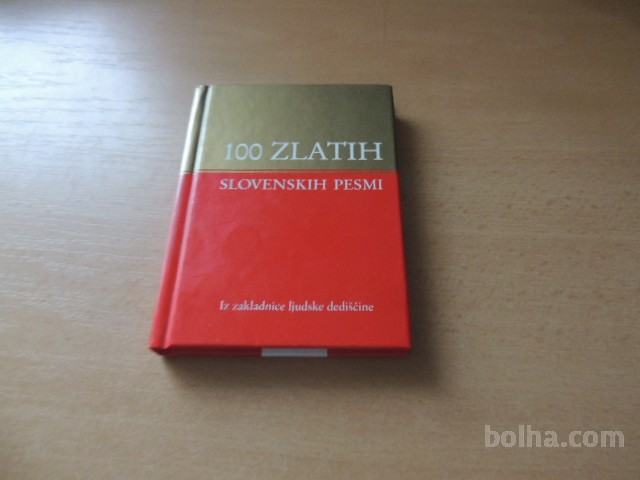 100 ZLATIH
SLOVENSKIH PESMI
Iz zakladnice ljudske dediščine
bolha.com